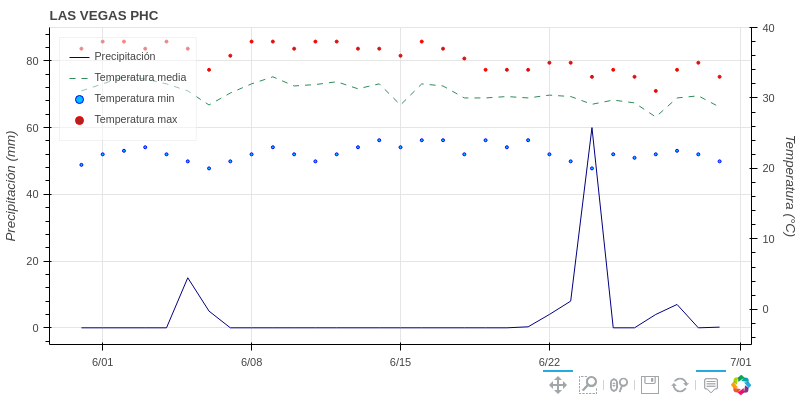 LAS VEGAS PHC
Precipitación
Temperatura media
Temperatura min
Temperatura max
Precipitación (mm)
80
60
40
20
0
Temperatura (°C)
40
30
20
10
0
6/01
6/08
6/15
6/22
7/01